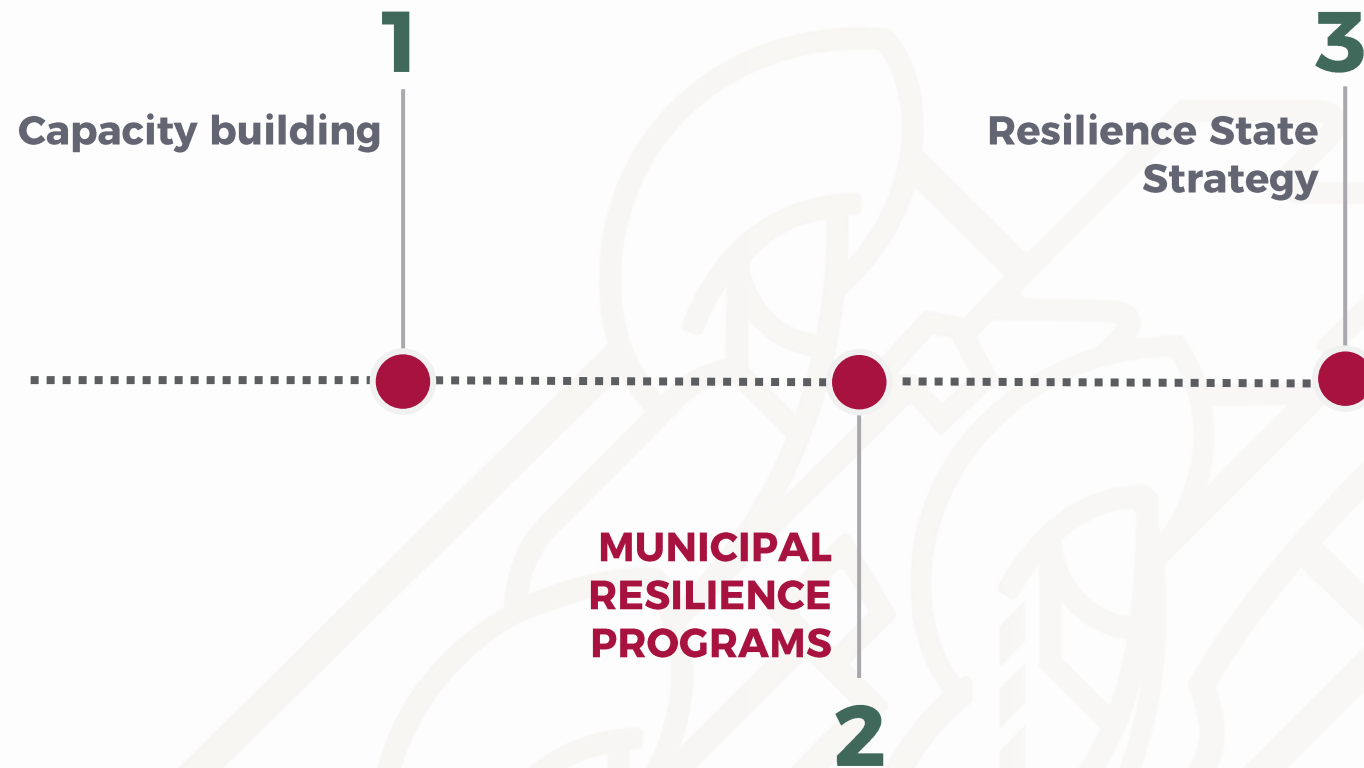 1
Capacity building
MUNICIPAL
RESILIENCE
PROGRAMS
2
3
Resilience State
Strategy